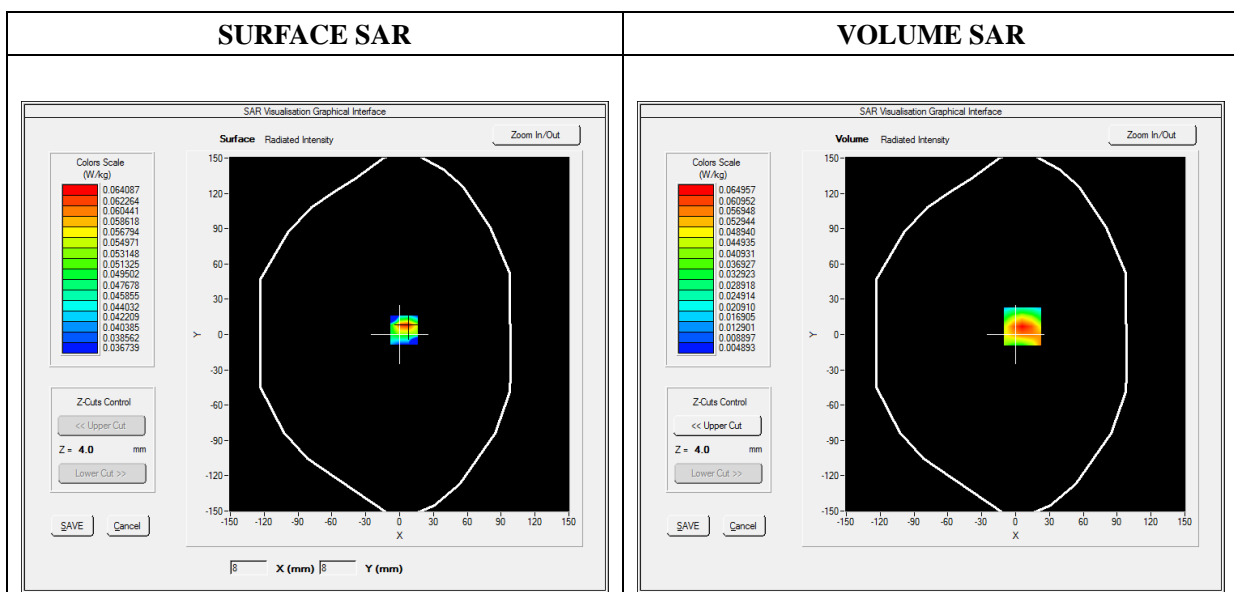 SURFACE SAR
VOLUME SAR
SAR Visualisation Graphical Interface
Surface Radiated Intensity
Zoom In/Out
Colors Scale
(W/kg)
0.064087
0.062264
0.060441
0.058618
0.056794
0.054971
0.053148
0.051325
0.049502
0.047678
0.045855
0.044032
0.042209
0.040385
0.038562
0.036739
Z-Cuts Control
<< Upper Cut
Z = 4.0 mm
Lower Cut >>
SAVE Cancel
150
120
90
60
30
0
-30
-60
-90
-120
-150
Y
-150 -120 -90 -60 -30 0 30 60 90 120 150
X
8 X (mm) 8 Y (mm)
SAR Visualisation Graphical Interface
Volume Radiated Intensity
Zoom In/Out
Colors Scale
(W/kg)
0.064957
0.060952
0.056948
0.052944
0.048940
0.044935
0.040931
0.036927
0.032923
0.028918
0.024914
0.020910
0.016905
0.012901
0.008897
0.004893
Z-Cuts Control
<< Upper Cut
Z = 4.0 mm
Lower Cut >>
SAVE Cancel
150
120
90
60
30
0
-30
-60
-90
-120
-150
Y
-150 -120 -90 -60 -30 0 30 60 90 120 150
X